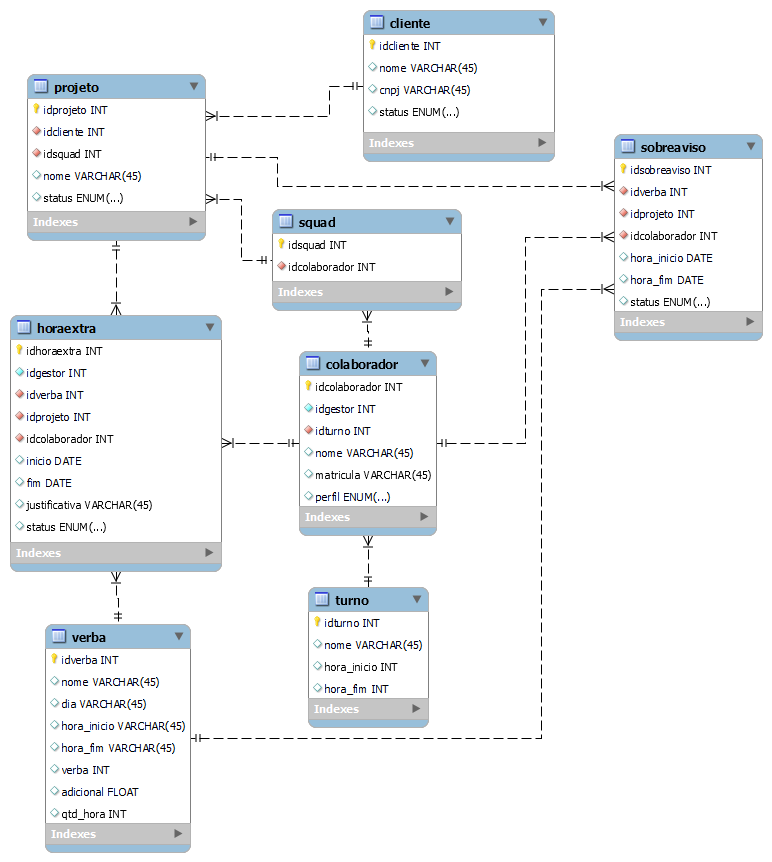 cliente
idcliente INT
nome VARCHAR(45)
cnpj VARCHAR(45)
status ENUM(...)
Indexes
projeto
idprojeto INT
idcliente INT
idsquad INT
nome VARCHAR(45)
status ENUM(...)
Indexes
sobreaviso
idsobreaviso INT
idverba INT
idprojeto INT
idcolaborador INT
hora_inicio DATE
hora_fim DATE
status ENUM(...)
Indexes
squad
idsquad INT
idcolaborador INT
Indexes
horaextra
idhoraextra INT
idgestor INT
idverba INT
idprojeto INT
idcolaborador INT
inicio DATE
fim DATE
justificativa VARCHAR(45)
status ENUM(...)
Indexes
colaborador
idcolaborador INT
idgestor INT
idturno INT
nome VARCHAR(45)
matricula VARCHAR(45)
perfil ENUM(...)
Indexes
turno
idturno INT
nome VARCHAR(45)
hora_inicio INT
hora_fim INT
Indexes
verba
idverba INT
nome VARCHAR(45)
dia VARCHAR(45)
hora_inicio VARCHAR(45)
hora_fim VARCHAR(45)
verba INT
adicional FLOAT
qtd_hora INT
Indexes